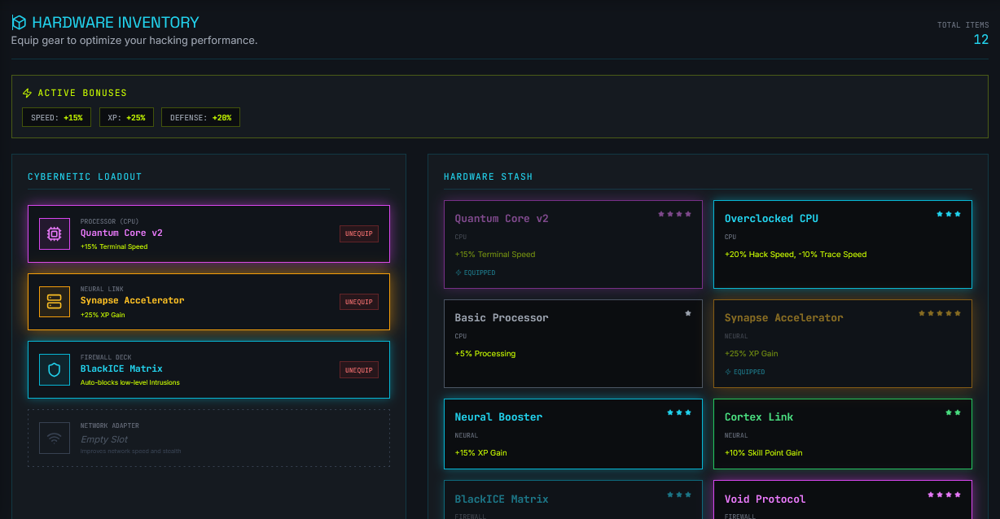 HARDWARE INVENTORY
Equip gear to optimize your hacking performance.
TOTAL ITEMS
12
ACTIVE BONUSES
SPEED: +15%
XP: +25%
DEFENSE: +20%
CYBERNETIC LOADOUT
PROCESSOR (CPU)
Quantum Core v2
+15% Terminal Speed
UNEQUIP
NEURAL LINK
Synapse Accelerator
+25% XP Gain
UNEQUIP
FIREWALL DECK
BlackICE Matrix
Auto-blocks low-level Intrusions
UNEQUIP
NETWORK ADAPTER
Empty Slot
Improves network speed and stealth
HARDWARE STASH
Quantum Core v2
CPU
+15% Terminal Speed
EQUIPPED
Overclocked CPU
CPU
+20% Hack Speed, -10% Trace Speed
Basic Processor
CPU
+5% Processing
Synapse Accelerator
NEURAL
+25% XP Gain
EQUIPPED
Neural Booster
NEURAL
+15% XP Gain
Cortex Link
NEURAL
+10% Skill Point Gain
BlackICE Matrix
FIREWALL
Void Protocol
FIREWALL